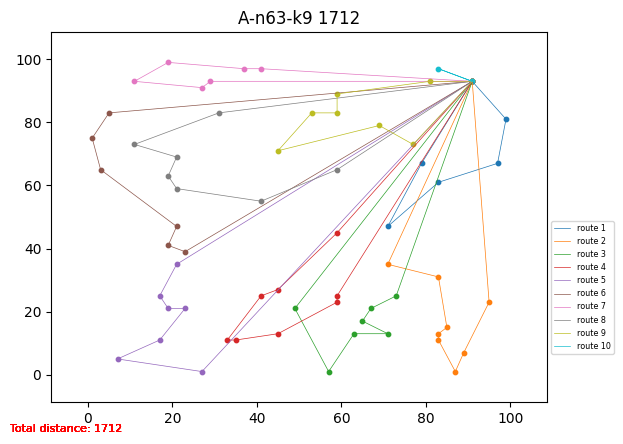 A-n63-k9 1712
100
80
60
40
20
0
0 20 40 60 80 100
route 1
route 2
route 3
route 4
route 5
route 6
route 7
route 8
route 9
route 10
Total distance: 1712